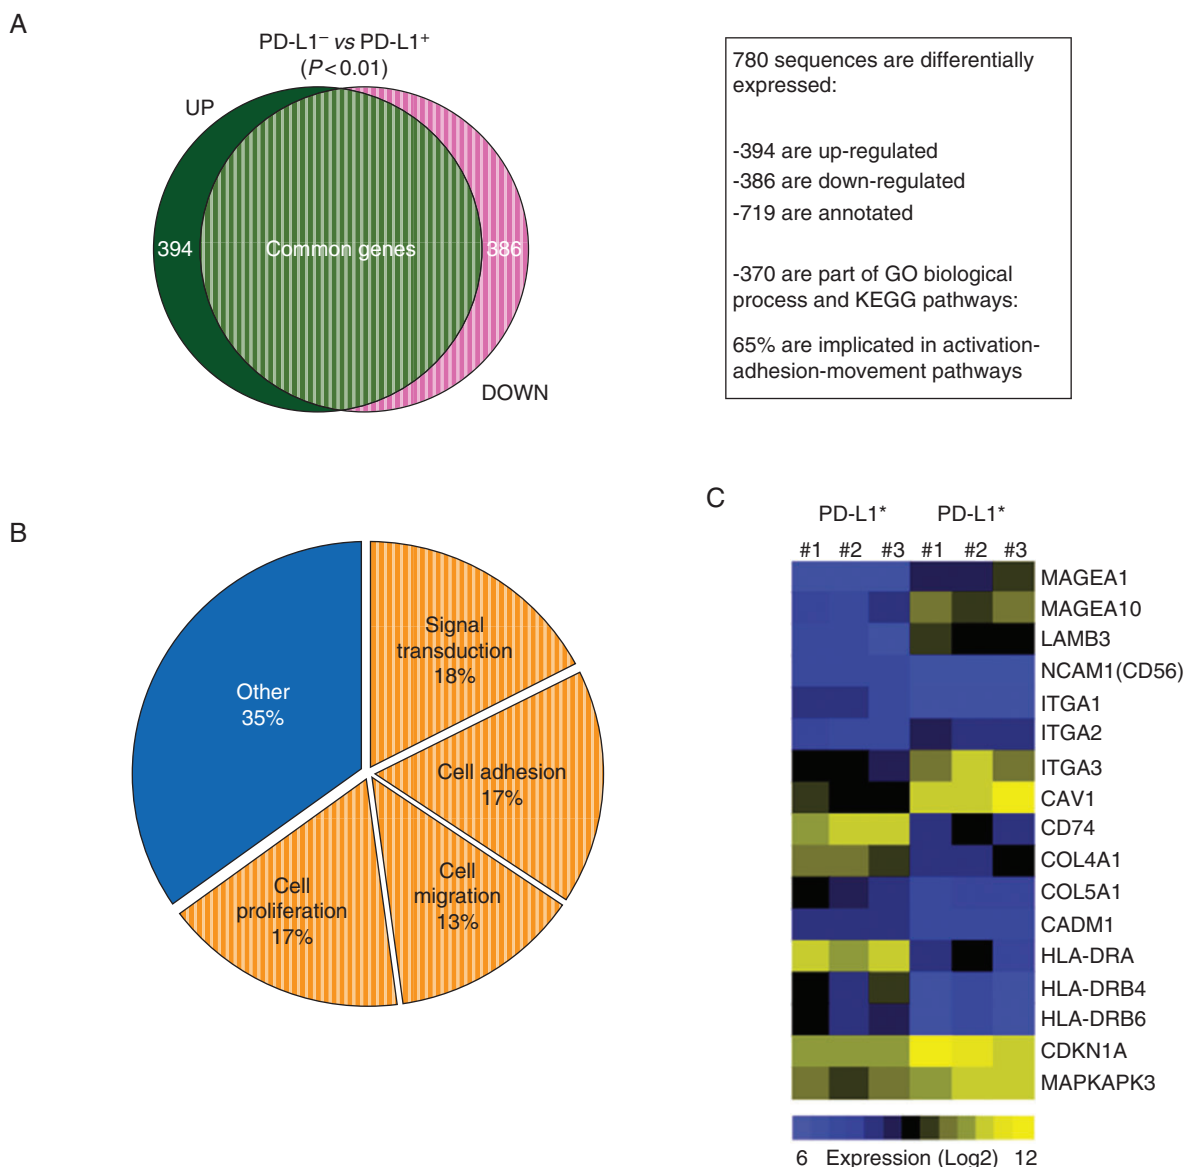 A
PD-L1⁻ vs PD-L1⁺
(P<0.01)
UP
394
Common genes
386
DOWN
780 sequences are differentially
expressed:
-394 are up-regulated
-386 are down-regulated
-719 are annotated
-370 are part of GO biological
process and KEGG pathways:
65% are implicated in activation-
adhesion-movement pathways
B
Other
35%
Signal
transduction
18%
Cell adhesion
17%
Cell
migration
13%
Cell
proliferation
17%
C
PD-L1* PD-L1*
#1 #2 #3 #1 #2 #3
MAGEA1
MAGEA10
LAMB3
NCAM1(CD56)
ITGA1
ITGA2
ITGA3
CAV1
CD74
COL4A1
COL5A1
CADM1
HLA-DRA
HLA-DRB4
HLA-DRB6
CDKN1A
MAPKAPK3
6 Expression (Log2) 12